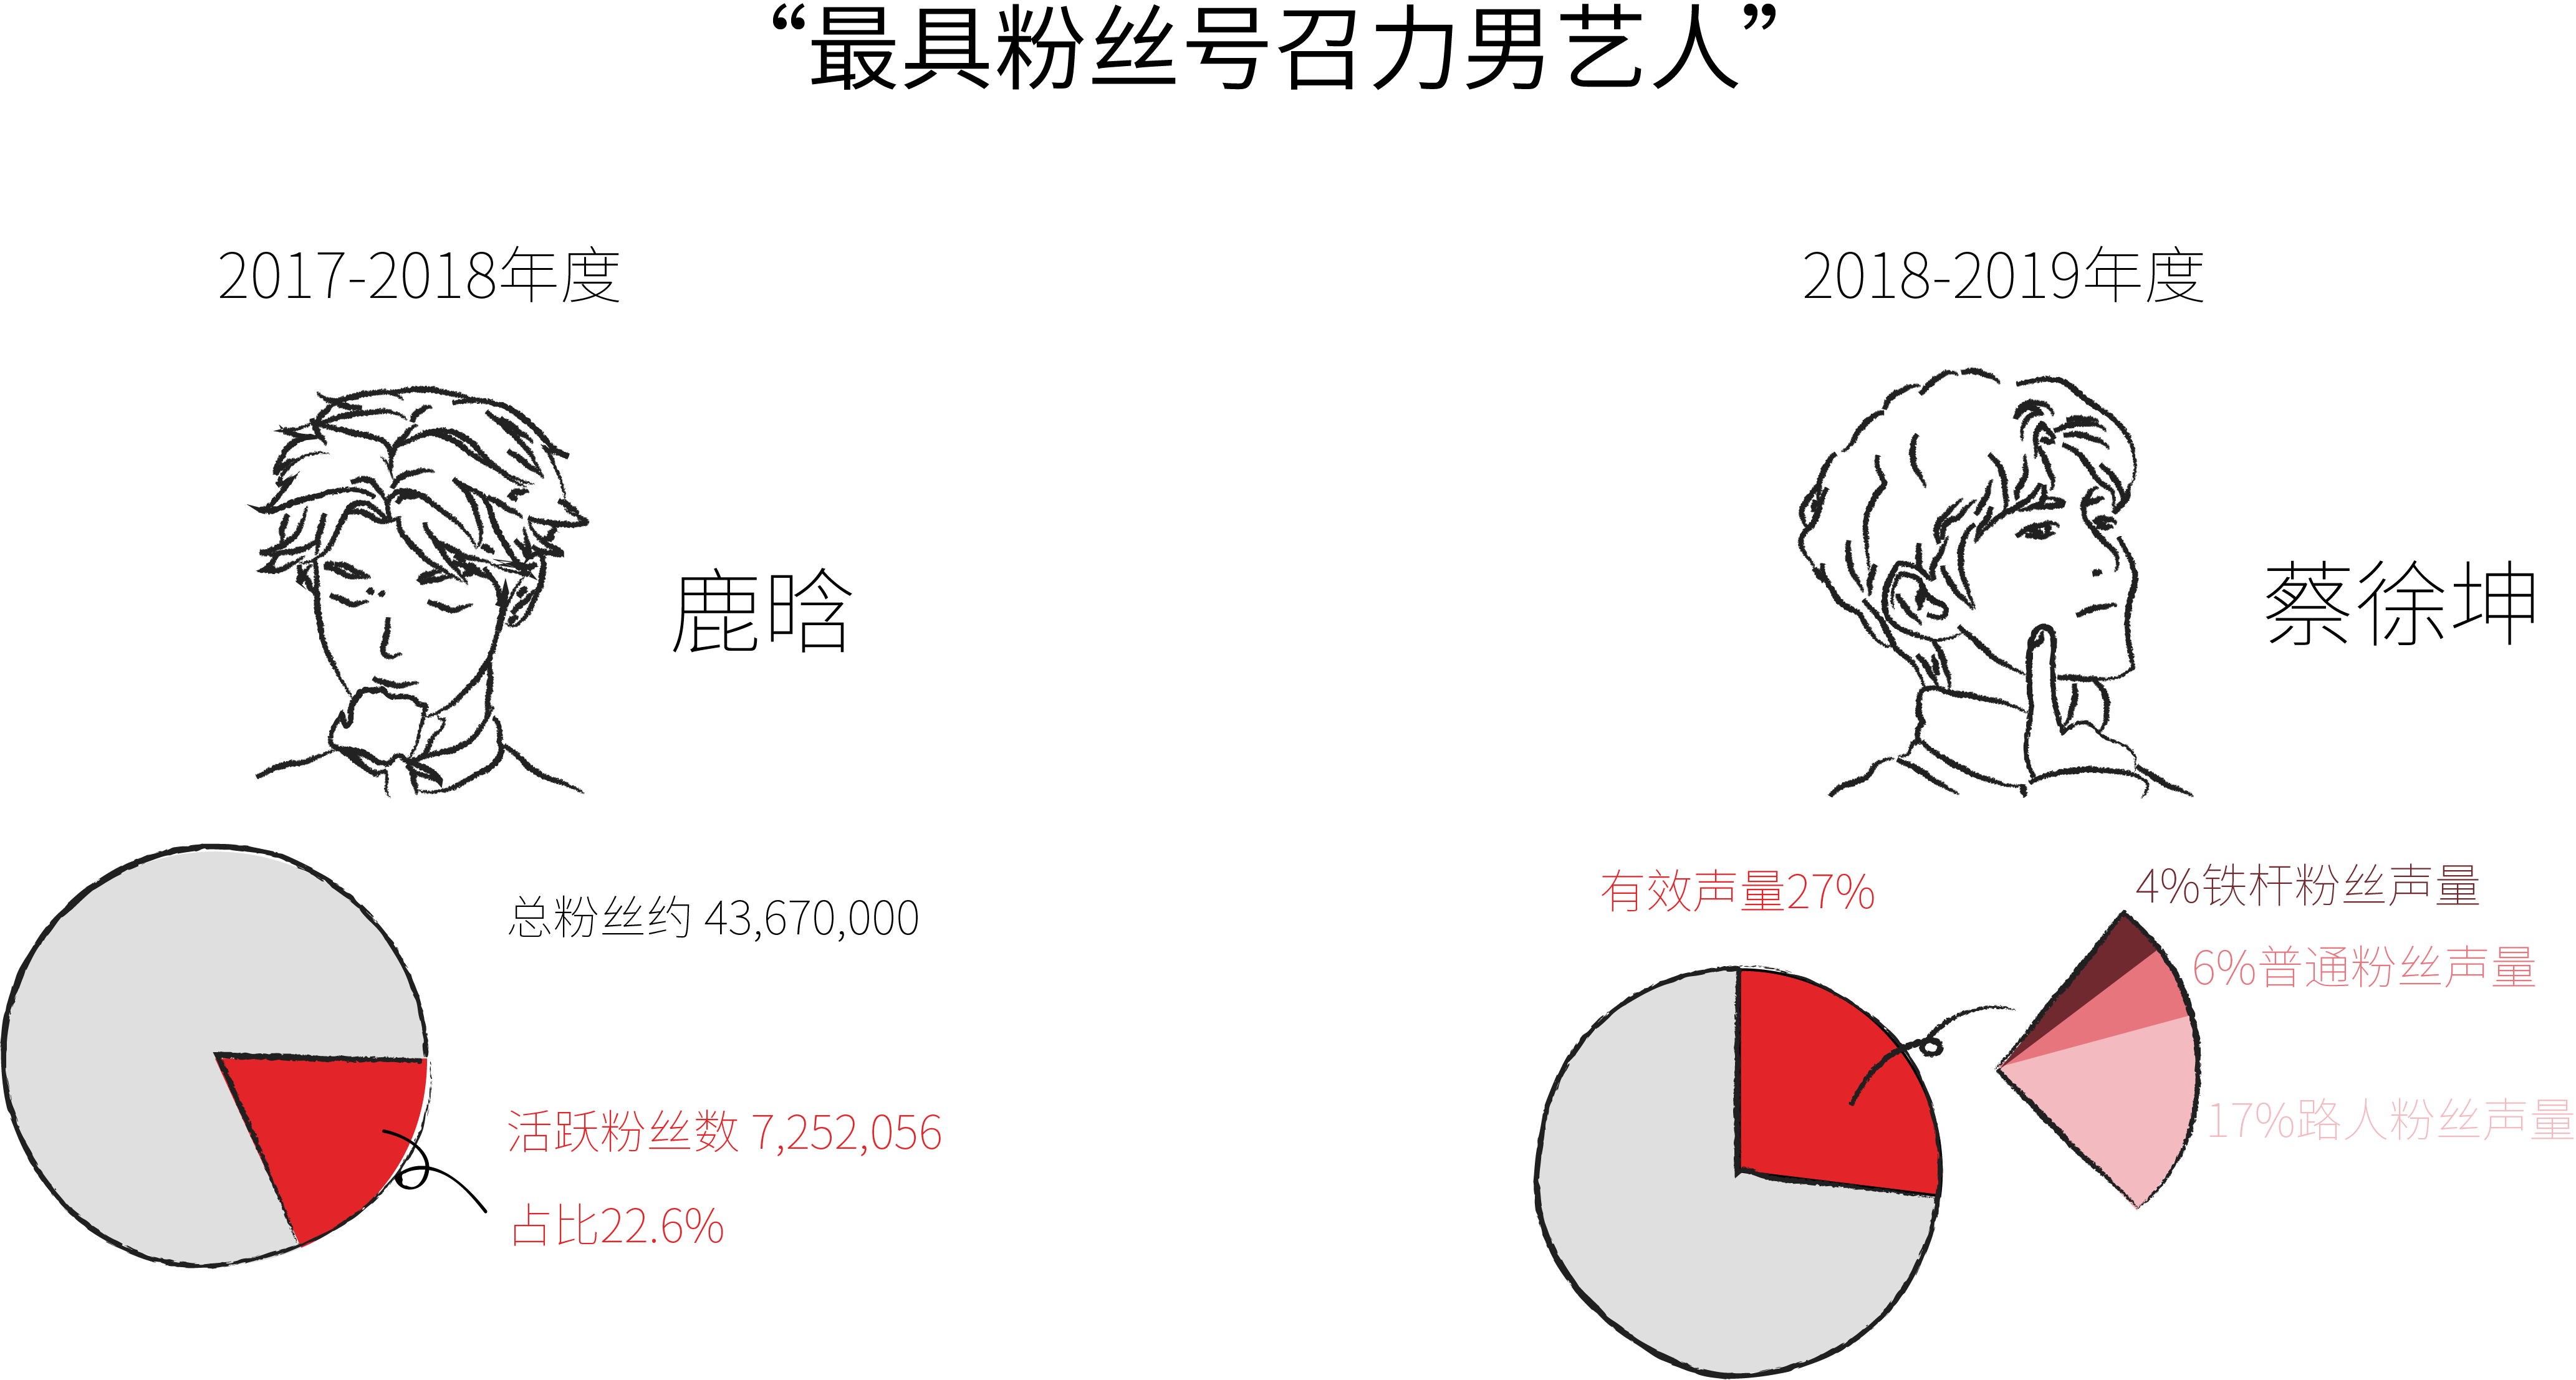 “最具粉丝号召力男艺人”
2017-2018年度
鹿晗
总粉丝约 43,670,000
活跃粉丝数 7,252,056
占比22.6%
2018-2019年度
蔡徐坤
有效声量27%
4%铁杆粉丝声量
6%普通粉丝声量
17%路人粉丝声量